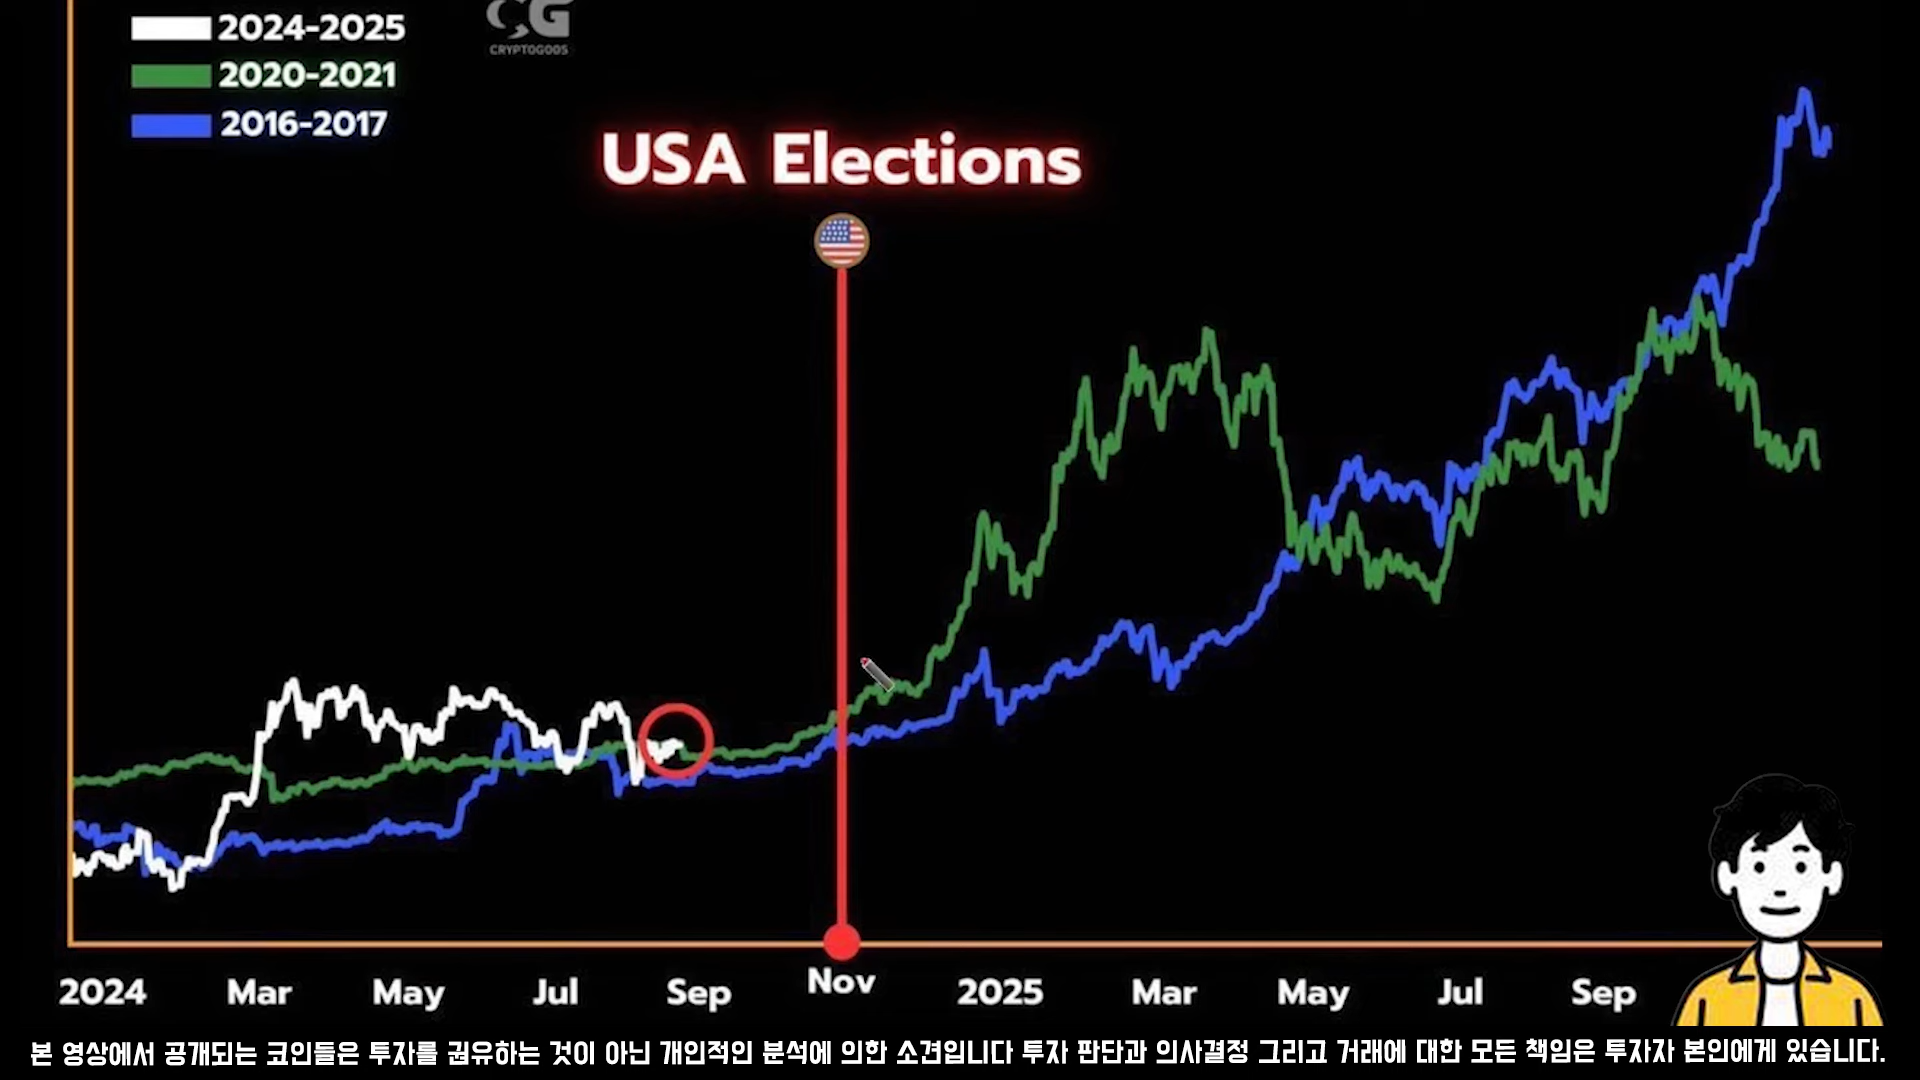 2024-2025
CG
CRYPTOGOOS
2020-2021
2016-2017
USA Elections
2024 Mar May Jul Sep Nov 2025 Mar May Jul Sep
본 영상에서 공개되는 코인들은 투자를 권유하는 것이 아닌 개인적인 분석에 의한 소견입니다 투자 판단과 의사결정 그리고 거래에 대한 모든 책임은 투자자 본인에게 있습니다.